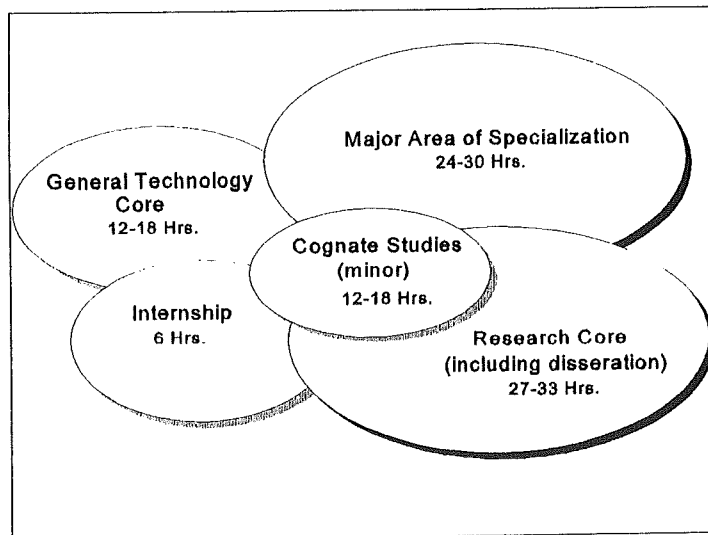 Major Area of Specialization
24-30 Hrs.
General Technology
Core
12-18 Hrs.
Cognate Studies
(minor)
12-18 Hrs.
Internship
6 Hrs.
Research Core
(including disseration)
27-33 Hrs.